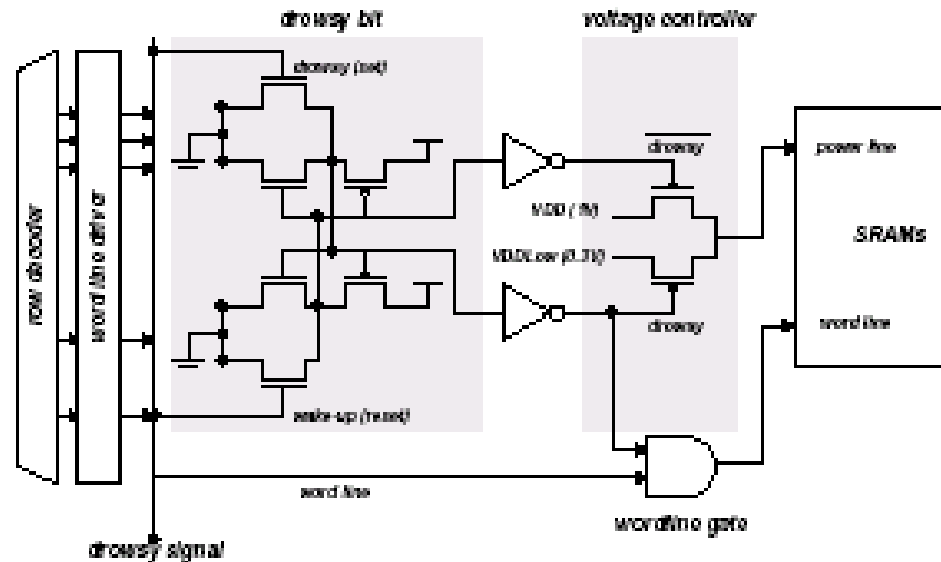 drowsy bit
voltage controller
drowsy (set)
drowsy
power line
VDD (1V)
SRAMs
VDDLow (0.3V)
row decoder
word line driver
word line
drowsy
wake-up (reset)
word line
wordline gate
drowsy signal